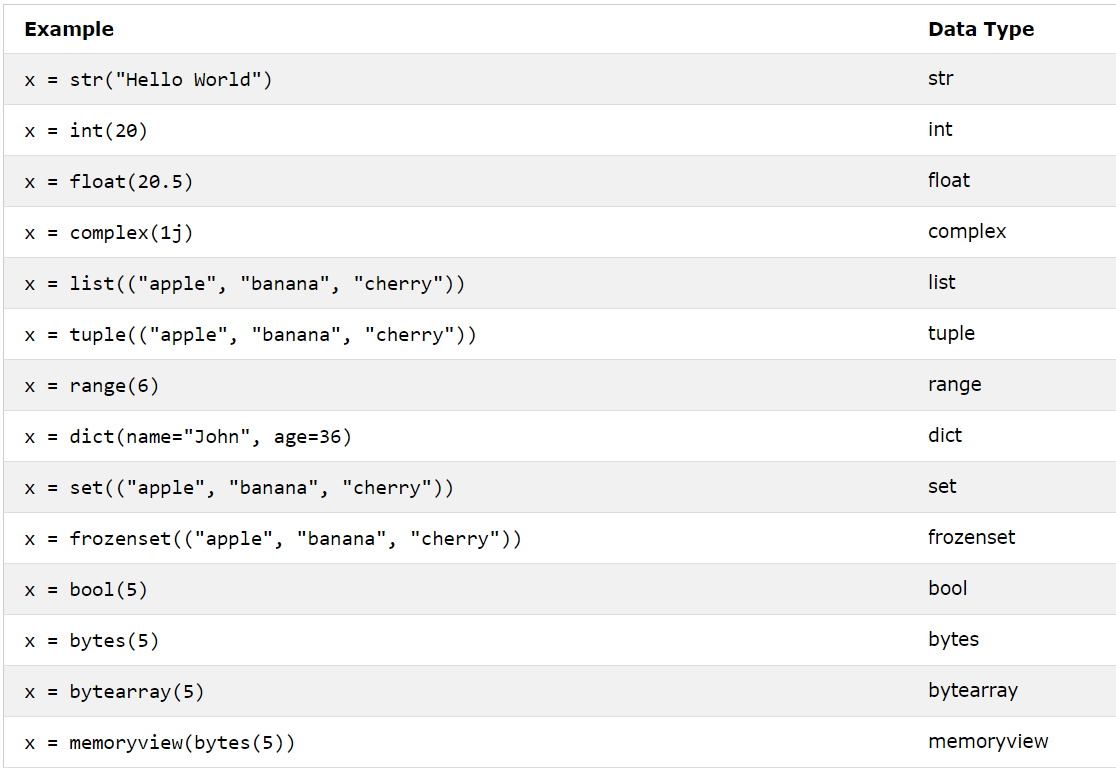 Example Data Type
x = str("Hello World") str
x = int(20) int
x = float(20.5) float
x = complex(1j) complex
x = list(("apple", "banana", "cherry")) list
x = tuple(("apple", "banana", "cherry")) tuple
x = range(6) range
x = dict(name="John", age=36) dict
x = set(("apple", "banana", "cherry")) set
x = frozenset(("apple", "banana", "cherry")) frozenset
x = bool(5) bool
x = bytes(5) bytes
x = bytearray(5) bytearray
x = memoryview(bytes(5)) memoryview